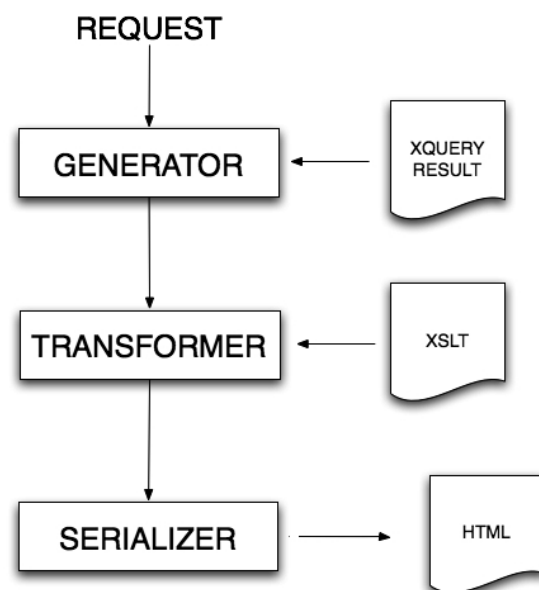 REQUEST
GENERATOR
XQUERY
RESULT
TRANSFORMER
XSLT
SERIALIZER
HTML